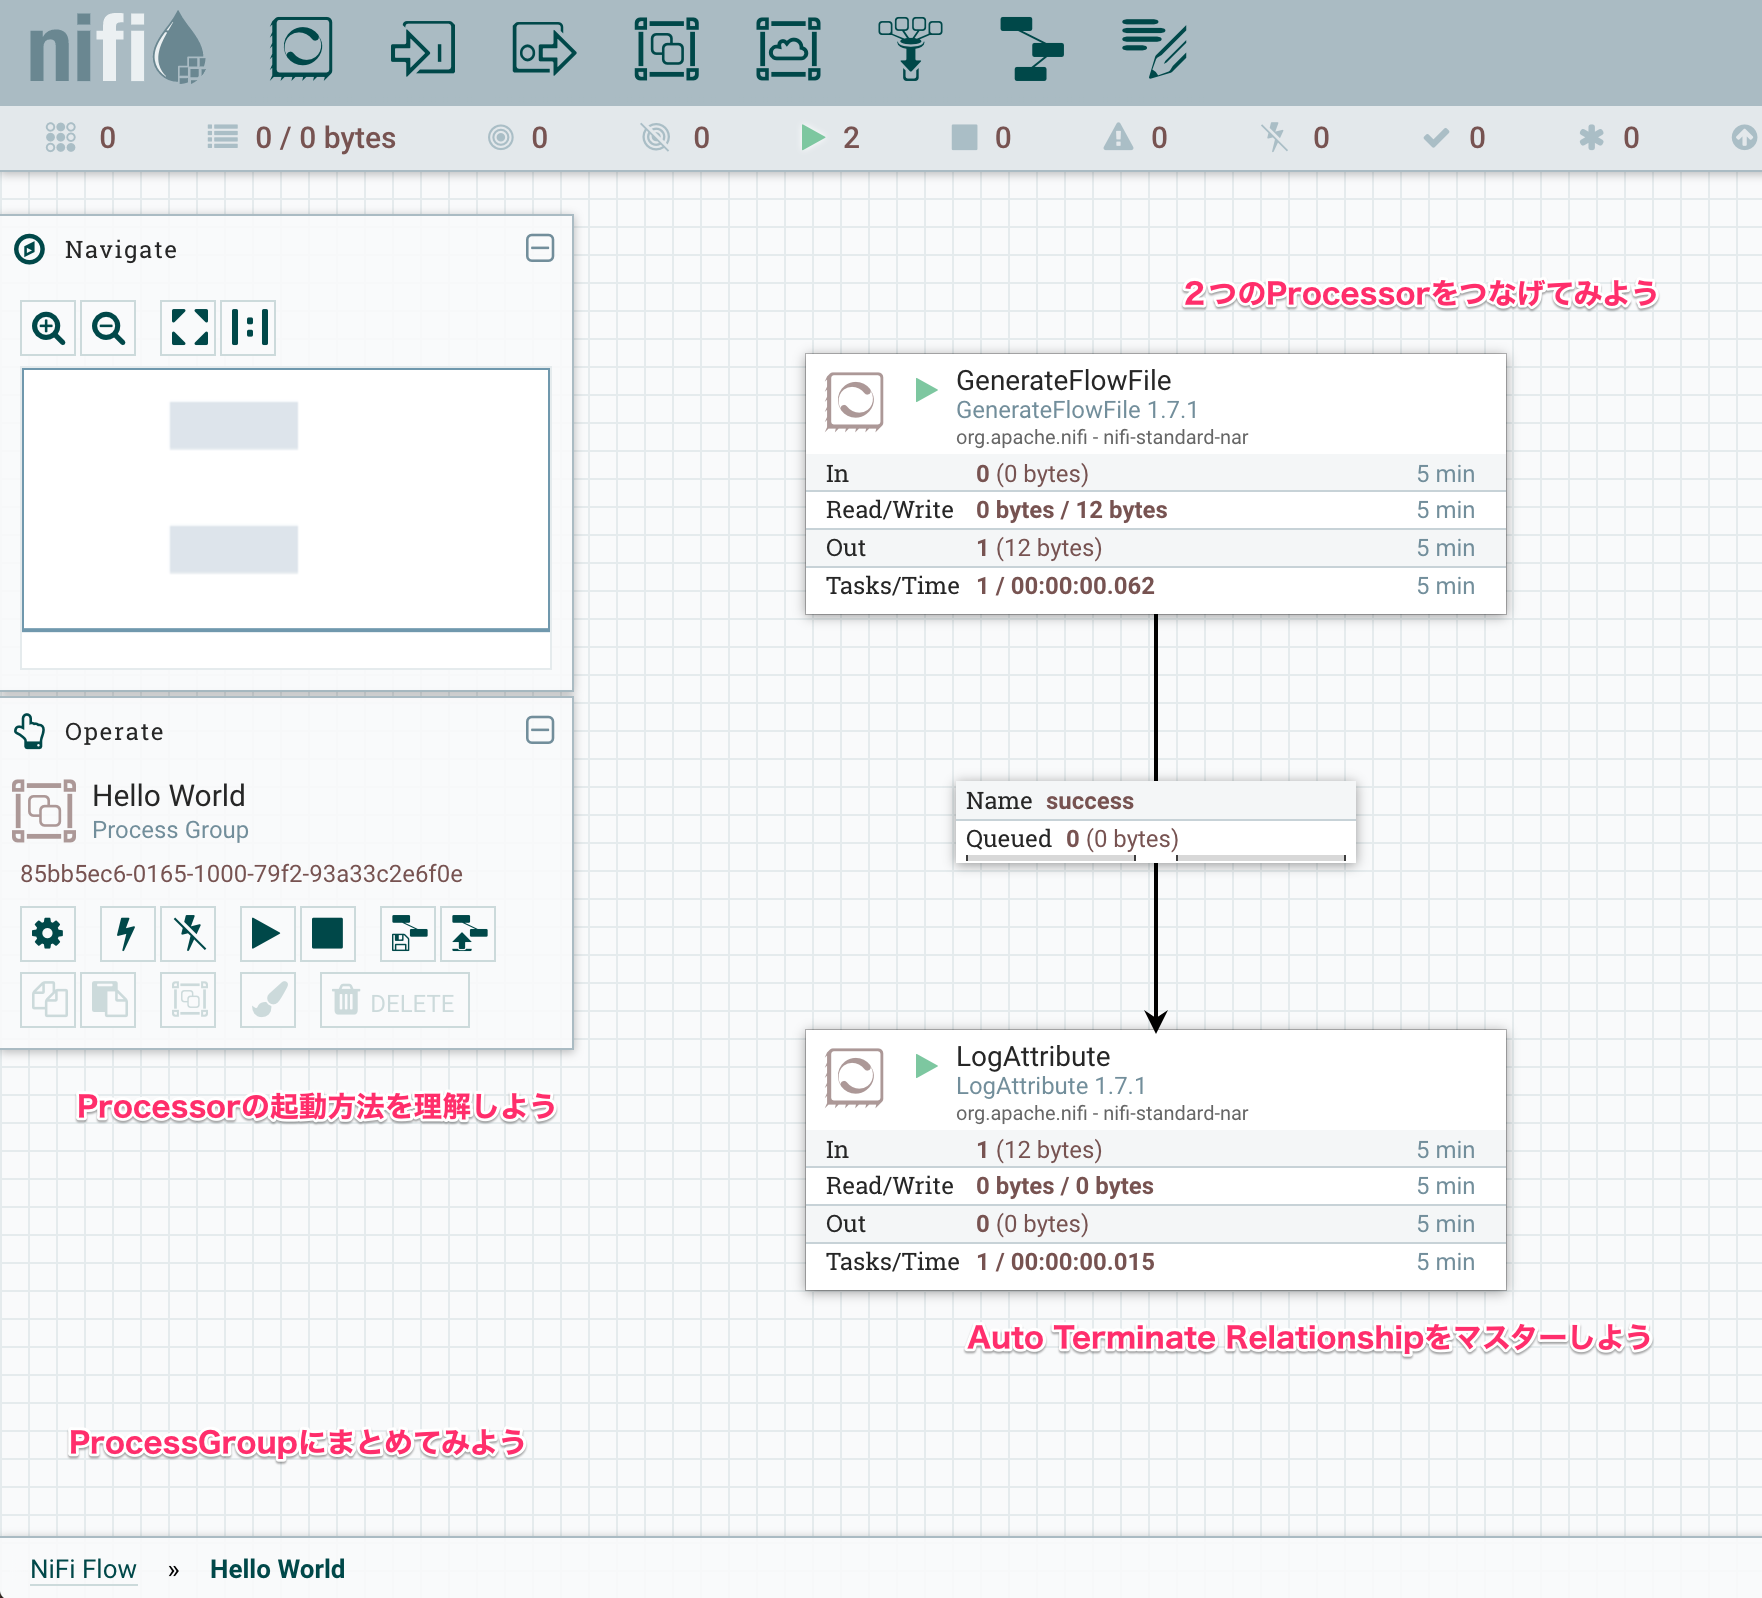 nifi
0
0 / 0 bytes
0
0
2
0
0
0
0
0
Navigate
２つのProcessorをつなげてみよう
GenerateFlowFile
GenerateFlowFile 1.7.1
org.apache.nifi - nifi-standard-nar
In 0 (0 bytes) 5 min
Read/Write 0 bytes / 12 bytes 5 min
Out 1 (12 bytes) 5 min
Tasks/Time 1 / 00:00:00.062 5 min
Operate
Hello World
Process Group
85bb5ec6-0165-1000-79f2-93a33c2e6f0e
DELETE
Name success
Queued 0 (0 bytes)
LogAttribute
LogAttribute 1.7.1
org.apache.nifi - nifi-standard-nar
In 1 (12 bytes) 5 min
Read/Write 0 bytes / 0 bytes 5 min
Out 0 (0 bytes) 5 min
Tasks/Time 1 / 00:00:00.015 5 min
Processorの起動方法を理解しよう
Auto Terminate Relationshipをマスターしよう
ProcessGroupにまとめてみよう
NiFi Flow » Hello World